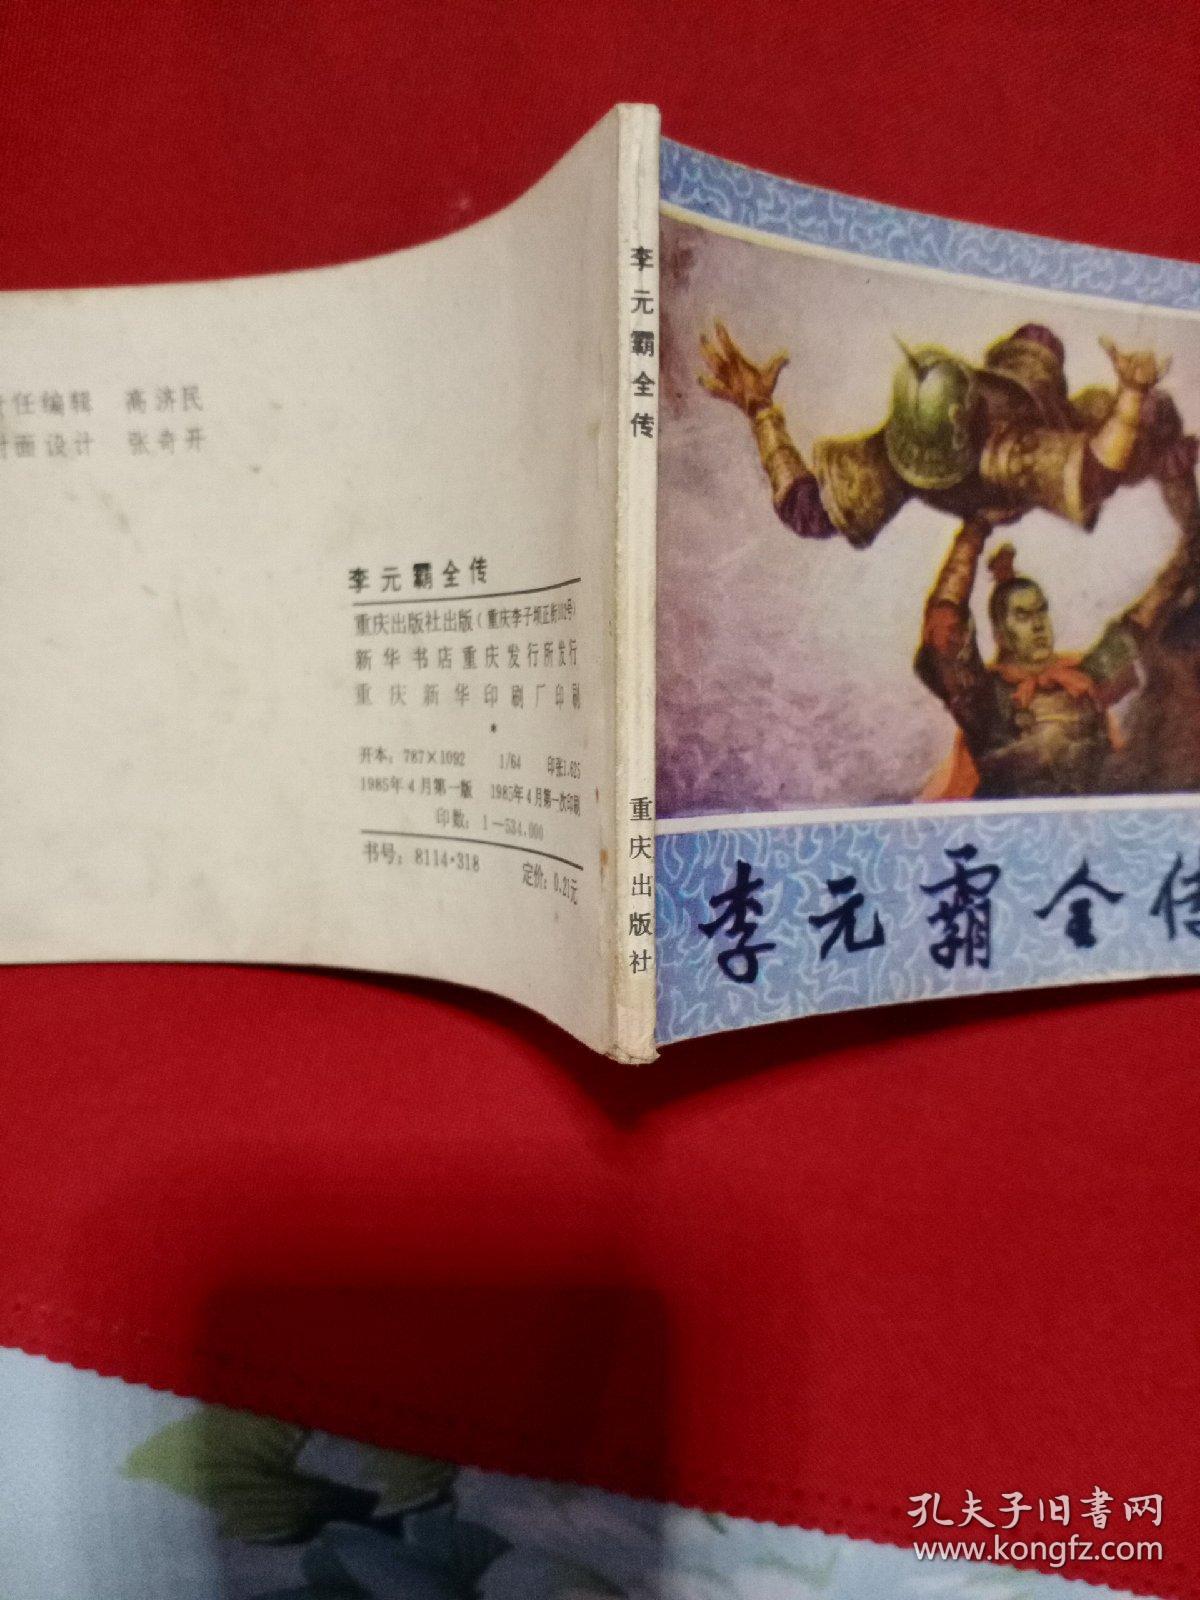 任编辑　高济民
面设计　张奇开
李元霸全传
重庆出版社出版(重庆李子坝正街102号)
新华书店重庆发行所发行
重庆新华印刷厂印刷
*
开本：787×1092　1/64　印张1.625
1985年4月第一版　1985年4月第一次印刷
印数：1—534,000
书号：8114·318　定价：0.21元
李元霸全传
重庆出版社
李元霸全传
孔夫子旧書网
www.kongfz.com